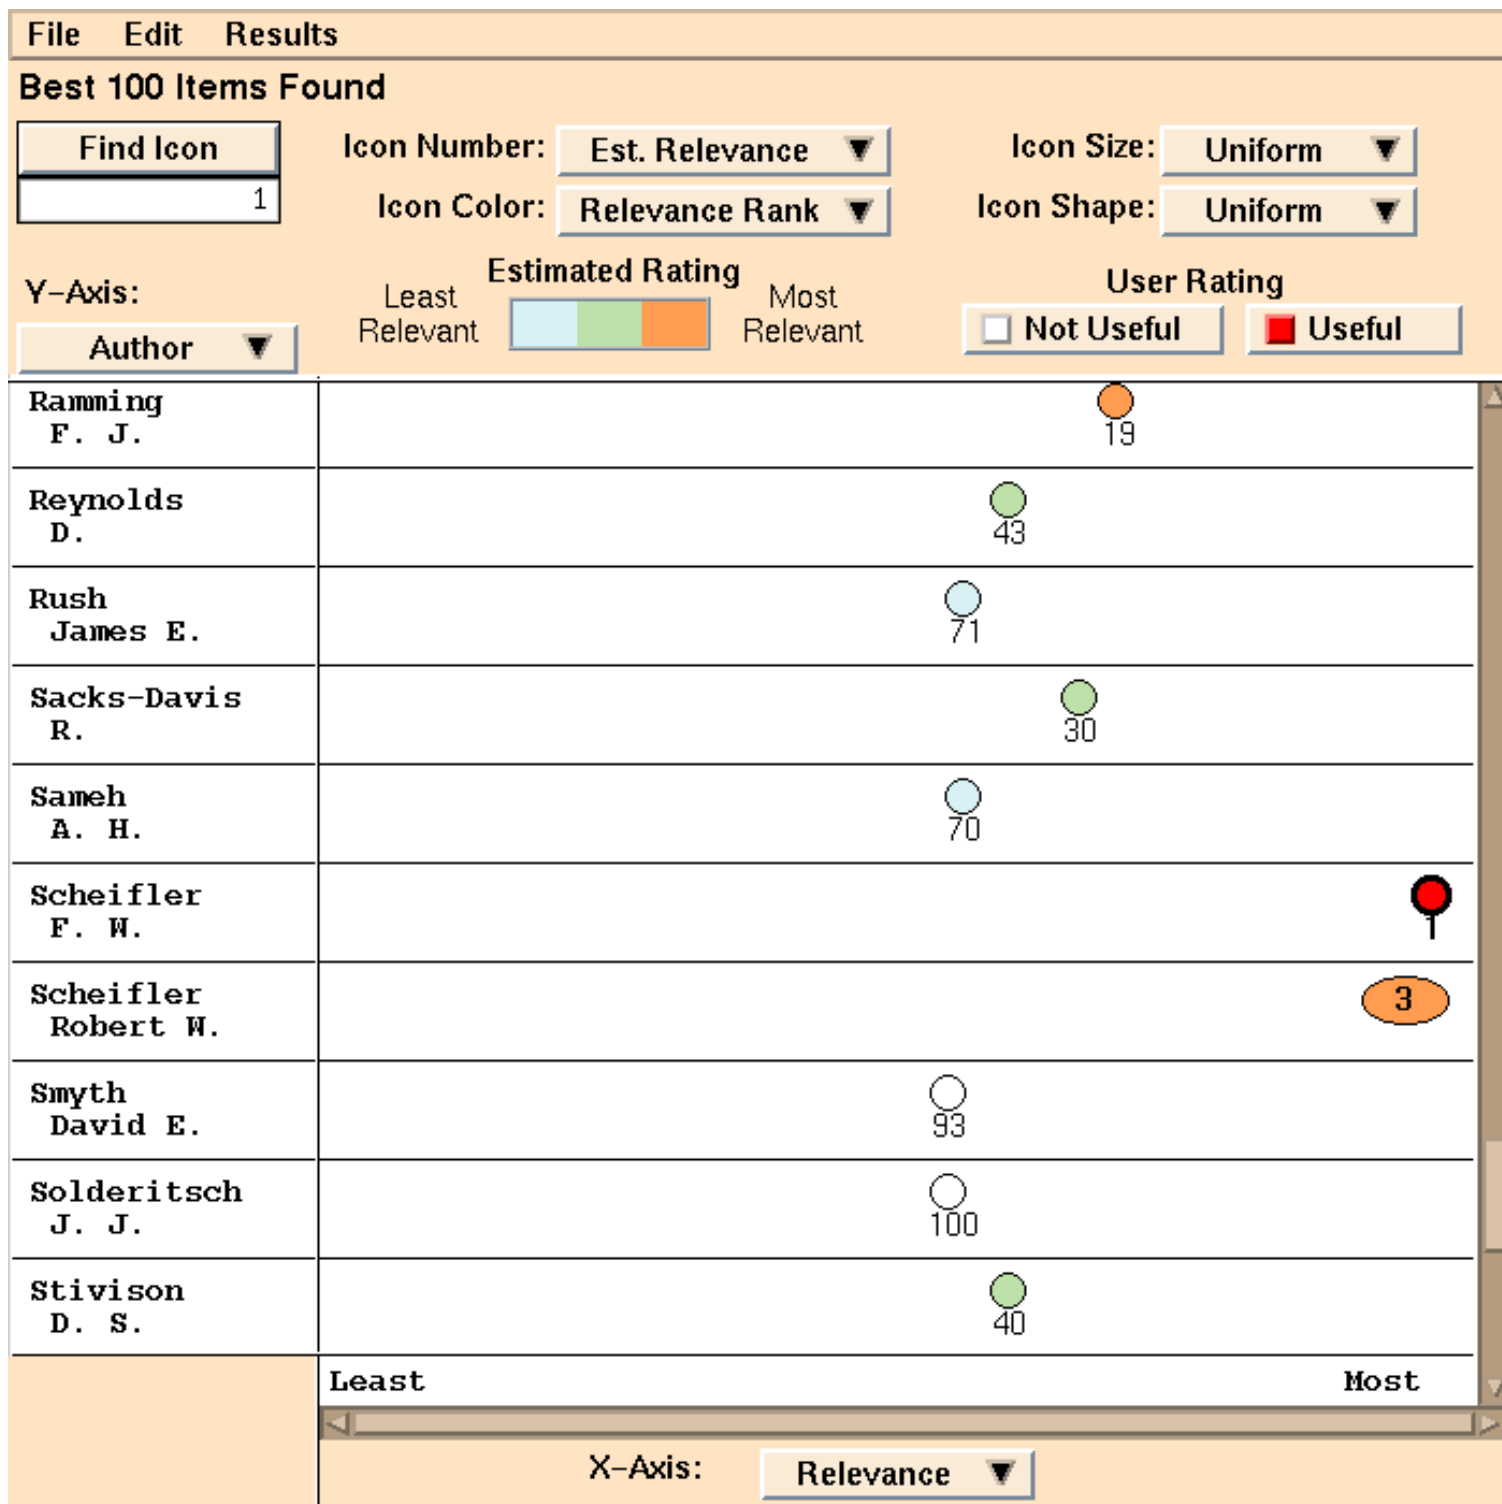 File Edit Results
Best 100 Items Found
Find Icon Icon Number: Est. Relevance Icon Size: Uniform
1 Icon Color: Relevance Rank Icon Shape: Uniform
Y-Axis: Estimated Rating User Rating
Least Relevant Most Relevant Not Useful Useful
Author
Ramming
F. J.
19
Reynolds
D.
43
Rush
James E.
71
Sacks-Davis
R.
30
Sameh
A. H.
70
Scheifler
F. W.
1
Scheifler
Robert W.
3
Smyth
David E.
93
Solderitsch
J. J.
100
Stivison
D. S.
40
Least Most
X-Axis: Relevance